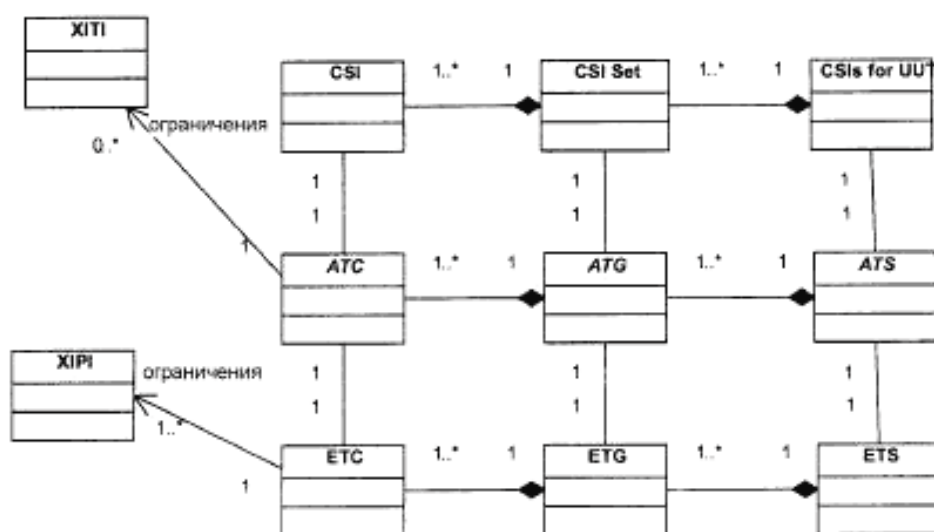 XITI
CSI
1..*
1
CSI Set
1..*
1
CSIs for UUT
ограничения
0..*
1
1
1
1
1
1
1
ATC
1..*
1
ATG
1..*
1
ATS
XIPI
ограничения
1
1
1
1
1
1
1..*
1
ETC
1..*
1
ETG
1..*
1
ETS